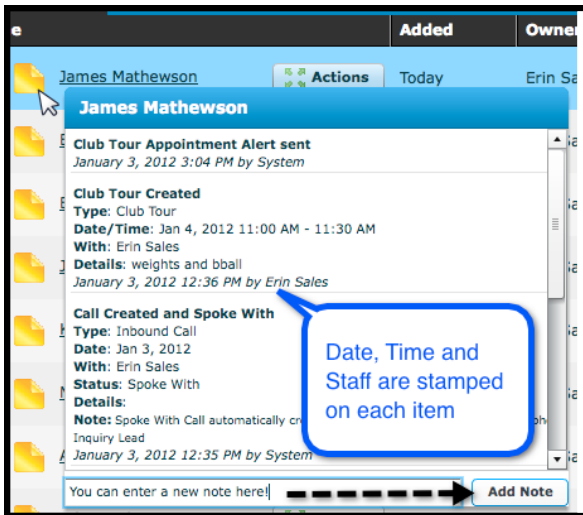 e Added Owner
James Mathewson Actions Today Erin Sa
James Mathewson
Club Tour Appointment Alert sent
January 3, 2012 3:04 PM by System
Club Tour Created
Type: Club Tour
Date/Time: Jan 4, 2012 11:00 AM - 11:30 AM
With: Erin Sales
Details: weights and bball
January 3, 2012 12:36 PM by Erin Sales
Call Created and Spoke With
Type: Inbound Call
Date: Jan 3, 2012
With: Erin Sales
Status: Spoke With
Details:
Note: Spoke With Call automatically
Inquiry Lead
January 3, 2012 12:35 PM by System
Date, Time and
Staff are stamped
on each item
You can enter a new note here!
Add Note